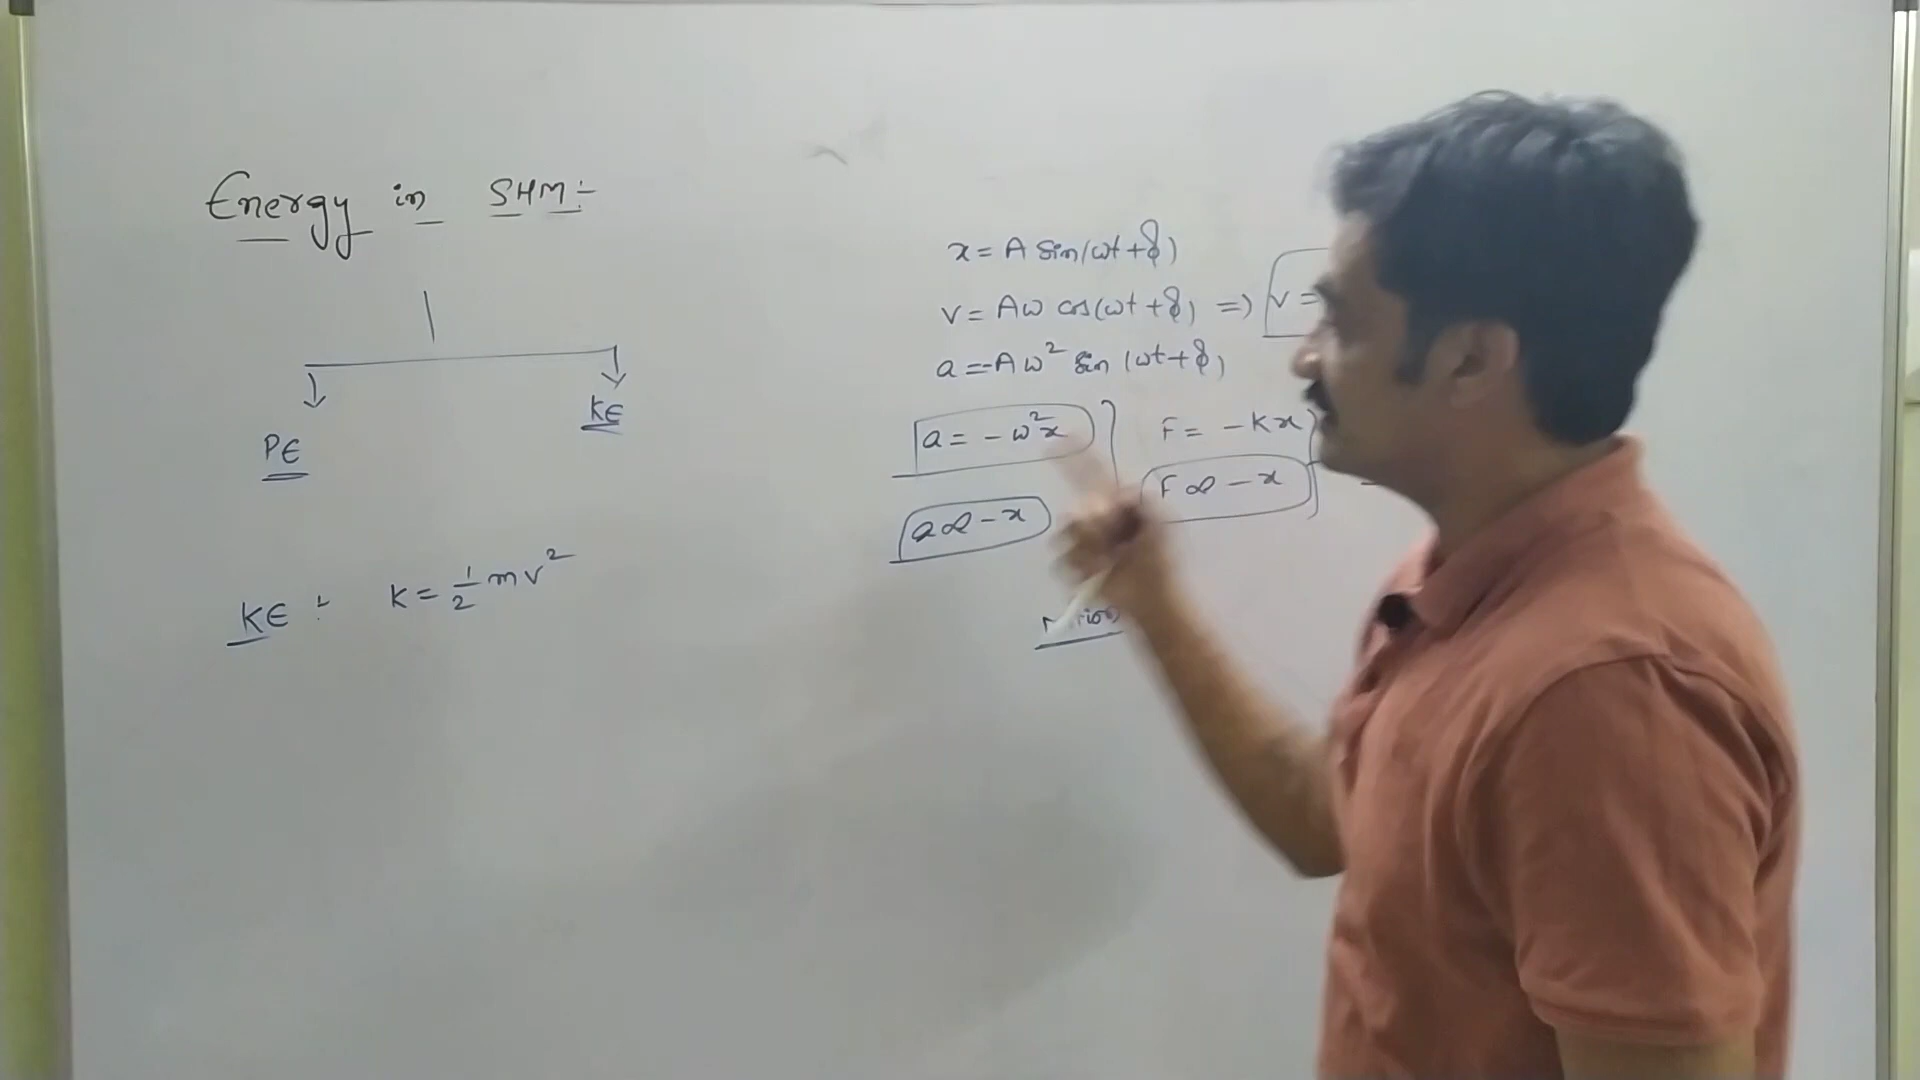 Energy in SHM:-
PE
KE
KE : K = 1/2 mv²
x = A sin(ωt + φ)
v = Aω cos(ωt + φ) => v =
a = -Aω² sin(ωt + φ)
a = - ω²x
F = - kx
a ∝ - x
F ∝ - x